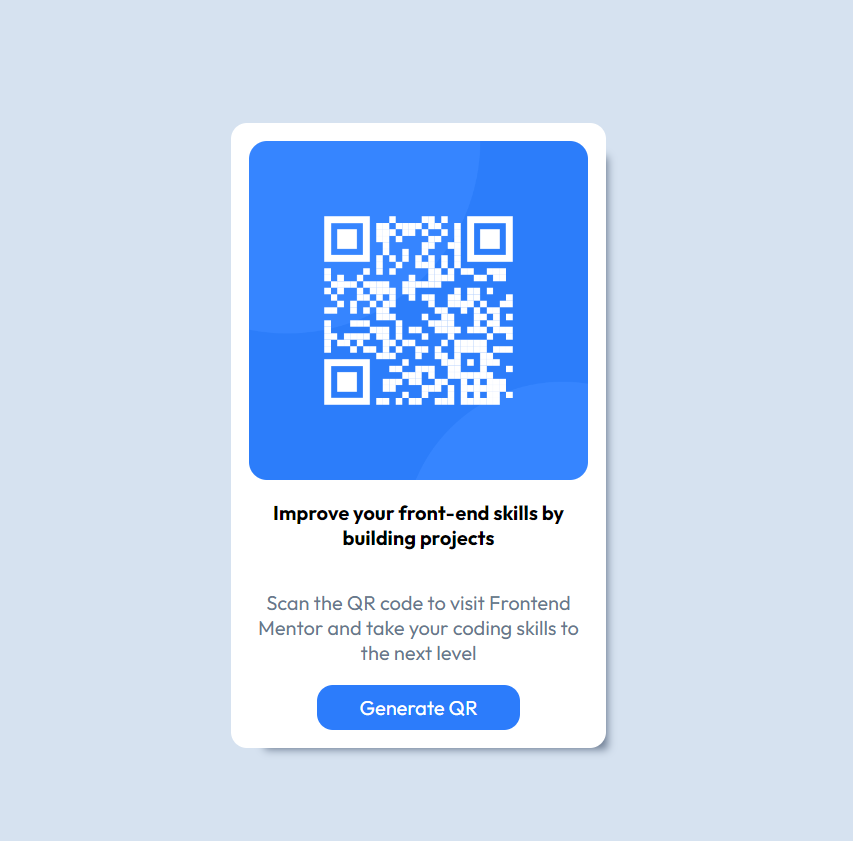 Improve your front-end skills by
building projects
Scan the QR code to visit Frontend
Mentor and take your coding skills to
the next level
Generate QR